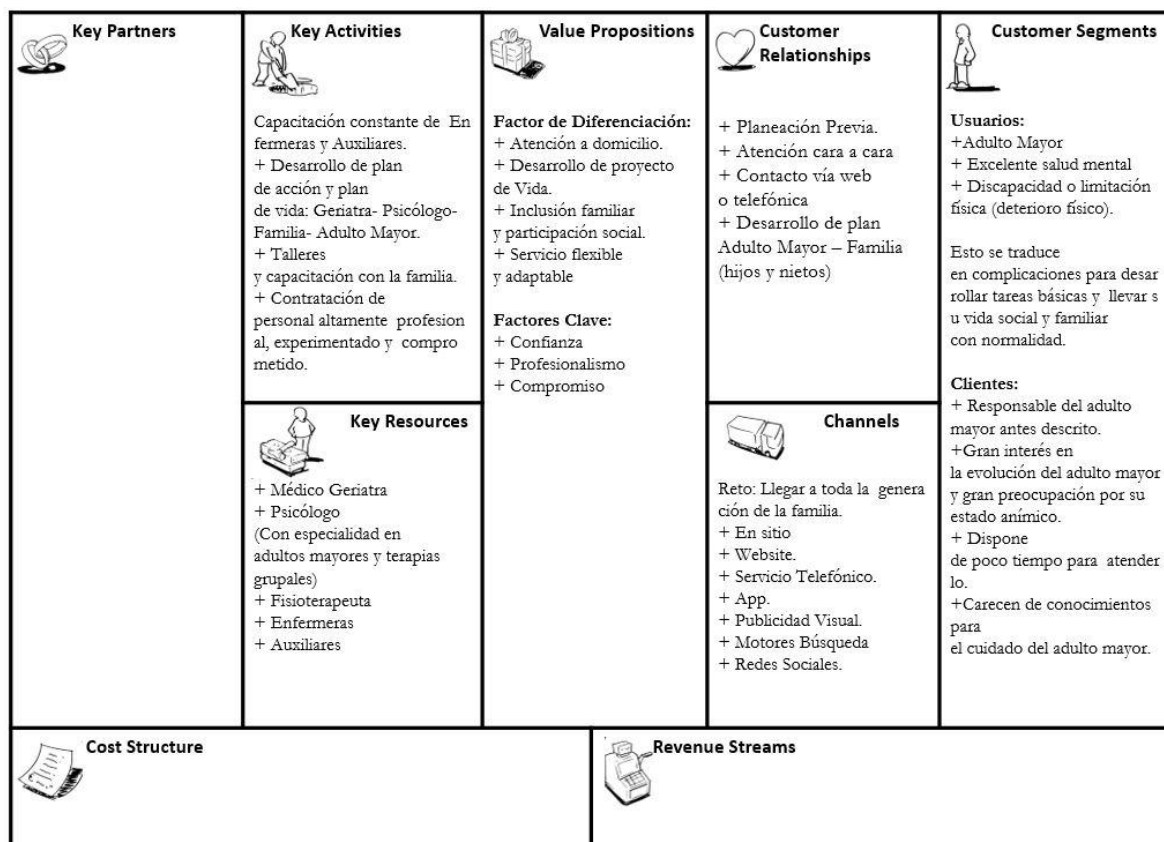 Key Partners
Key Activities
Capacitación constante de En
fermeras y Auxiliares.
+ Desarrollo de plan
de acción y plan
de vida: Geriatra- Psicólogo-
Familia- Adulto Mayor.
+ Talleres
y capacitación con la familia.
+ Contratación de
personal altamente profesion
al, experimentado y compro
metido.
Key Resources
+ Médico Geriatra
+ Psicólogo
(Con especialidad en
adultos mayores y terapias
grupales)
+ Fisioterapeuta
+ Enfermeras
+ Auxiliares
Value Propositions
Factor de Diferenciación:
+ Atención a domicilio.
+ Desarrollo de proyecto
de Vida.
+ Inclusión familiar
y participación social.
+ Servicio flexible
y adaptable
Factores Clave:
+ Confianza
+ Profesionalismo
+ Compromiso
Customer
Relationships
+ Planeación Previa.
+ Atención cara a cara
+ Contacto vía web
o telefónica
+ Desarrollo de plan
Adulto Mayor – Familia
(hijos y nietos)
Channels
Reto: Llegar a toda la genera
ción de la familia.
+ En sitio
+ Website.
+ Servicio Telefónico.
+ App.
+ Publicidad Visual.
+ Motores Búsqueda
+ Redes Sociales.
Customer Segments
Usuarios:
+Adulto Mayor
+ Excelente salud mental
+ Discapacidad o limitación
física (deterioro físico).
Esto se traduce
en complicaciones para desar
rollar tareas básicas y llevar s
u vida social y familiar
con normalidad.
Clientes:
+ Responsable del adulto
mayor antes descrito.
+Gran interés en
la evolución del adulto mayor
y gran preocupación por su
estado anímico.
+ Dispone
de poco tiempo para atender
lo.
+Carecen de conocimientos
para
el cuidado del adulto mayor.
Cost Structure
Revenue Streams